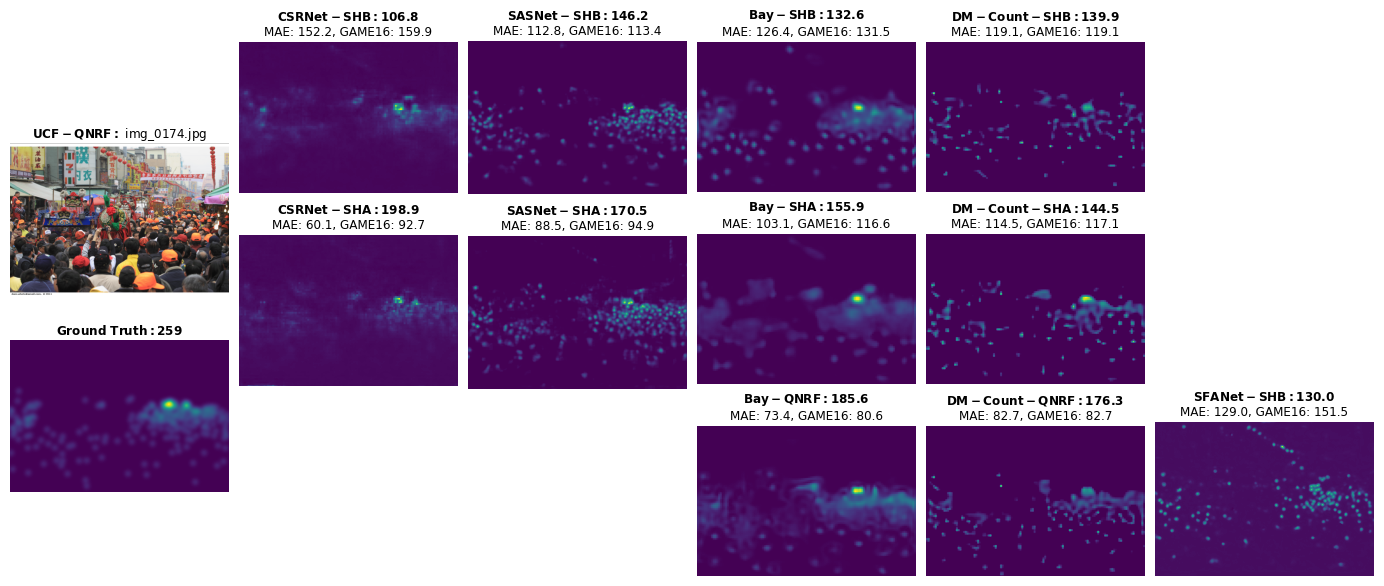 CSRNet−SHB:106.8
MAE: 152.2, GAME16: 159.9
SASNet−SHB:146.2
MAE: 112.8, GAME16: 113.4
Bay−SHB:132.6
MAE: 126.4, GAME16: 131.5
DM−Count−SHB:139.9
MAE: 119.1, GAME16: 119.1
UCF−QNRF: img_0174.jpg
CSRNet−SHA:198.9
MAE: 60.1, GAME16: 92.7
SASNet−SHA:170.5
MAE: 88.5, GAME16: 94.9
Bay−SHA:155.9
MAE: 103.1, GAME16: 116.6
DM−Count−SHA:144.5
MAE: 114.5, GAME16: 117.1
Ground Truth:259
Bay−QNRF:185.6
MAE: 73.4, GAME16: 80.6
DM−Count−QNRF:176.3
MAE: 82.7, GAME16: 82.7
SFANet−SHB:130.0
MAE: 129.0, GAME16: 151.5